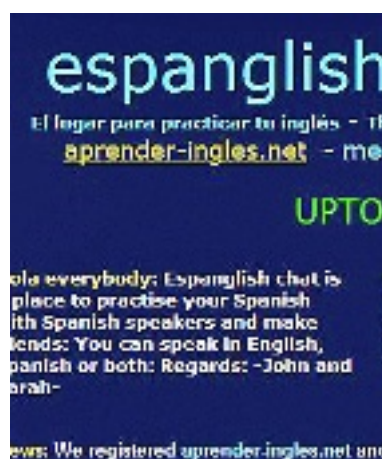 espanglish
El lugar para practicar tu inglés - Th
aprender-ingles.net - me
UPTO
ola everybody: Espanglish chat is
place to practise your Spanish
ith Spanish speakers and make
iends: You can speak in English,
panish or both: Regards: -John and
arah-
ews: We registered aprender-ingles.net and